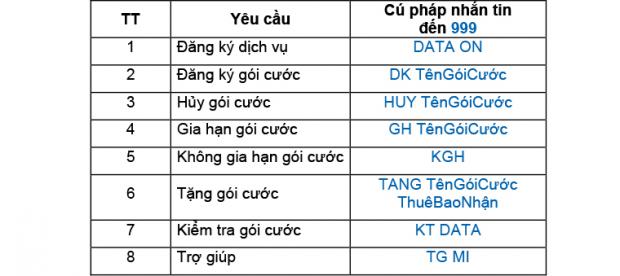 TT Yêu cầu Cú pháp nhắn tin
đến 999
1 Đăng ký dịch vụ DATA ON
2 Đăng ký gói cước DK TênGóiCước
3 Hủy gói cước HUY TênGóiCước
4 Gia hạn gói cước GH TênGóiCước
5 Không gia hạn gói cước KGH
6 Tặng gói cước TANG TênGóiCước
ThuêBaoNhận
7 Kiểm tra gói cước KT DATA
8 Trợ giúp TG MI